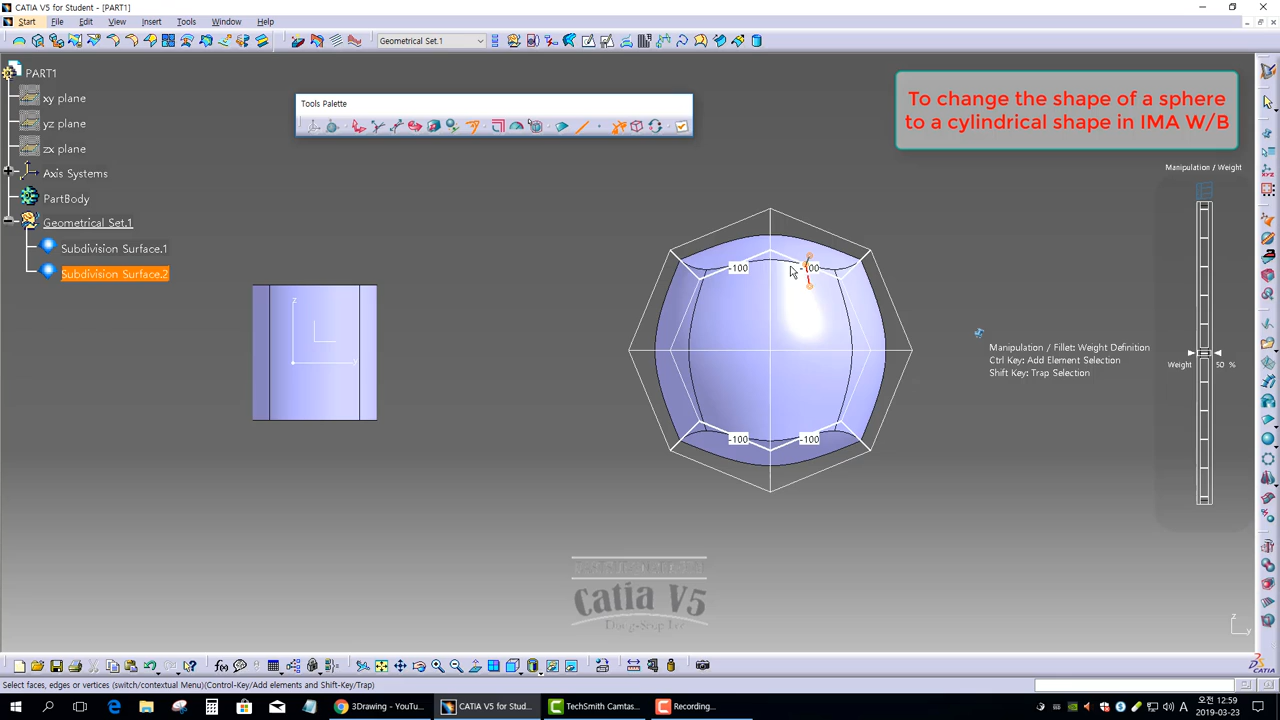 CATIA V5 for Student - [PART1]
Start File Edit View Insert Tools Window Help
Geometrical Set.1
PART1
xy plane
yz plane
zx plane
Axis Systems
PartBody
Geometrical Set.1
Subdivision Surface.1
Subdivision Surface.2
Tools Palette
To change the shape of a sphere
to a cylindrical shape in IMA W/B
Manipulation / Weight
Weight 50 %
-100 -100
-100 -100
z
Manipulation / Fillet: Weight Definition
Ctrl Key: Add Element Selection
Shift Key: Trap Selection
Catia V5
z
y
Select faces, edges or vertices (switch/contextual Menu)(Control-Key/Add elements and Shift-Key/Trap)
3Drawing - YouTu...
CATIA V5 for Stud...
TechSmith Camtas...
Recording...
A 오전 12:59
2019-03-23